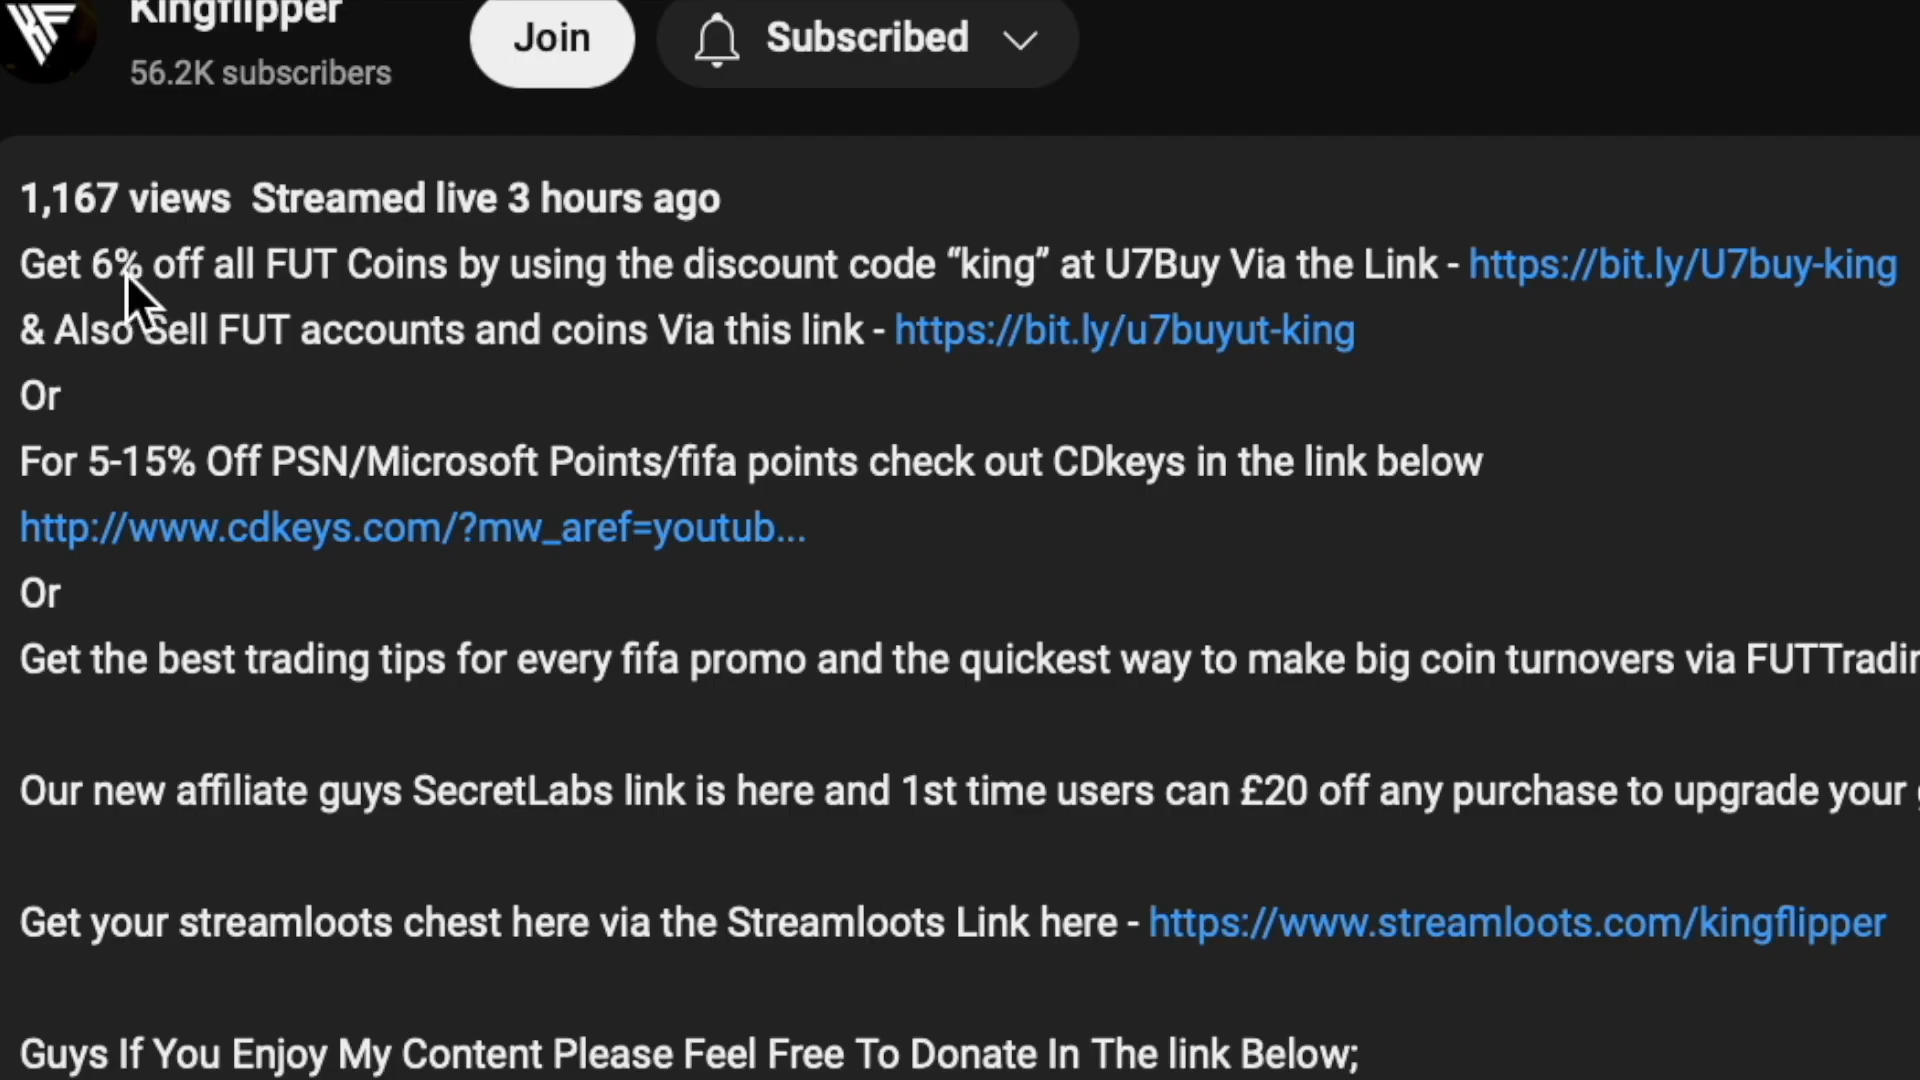 Kingflipper
56.2K subscribers
Join
Subscribed
1,167 views Streamed live 3 hours ago
Get 6% off all FUT Coins by using the discount code “king” at U7Buy Via the Link - https://bit.ly/U7buy-king
& Also Sell FUT accounts and coins Via this link - https://bit.ly/u7buyut-king
Or
For 5-15% Off PSN/Microsoft Points/fifa points check out CDkeys in the link below
http://www.cdkeys.com/?mw_aref=youtub...
Or
Get the best trading tips for every fifa promo and the quickest way to make big coin turnovers via FUTTradin
Our new affiliate guys SecretLabs link is here and 1st time users can £20 off any purchase to upgrade your
Get your streamloots chest here via the Streamloots Link here - https://www.streamloots.com/kingflipper
Guys If You Enjoy My Content Please Feel Free To Donate In The link Below;